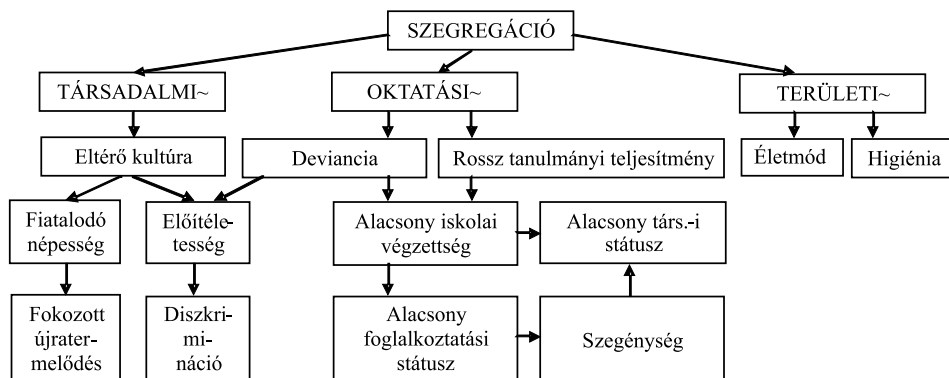 SZEGREGÁCIÓ
TÁRSADALMI~
OKTATÁSI~
TERÜLETI~
Eltérő kultúra
Deviancia
Rossz tanulmányi teljesítmény
Életmód
Higiénia
Fiatalodó
népesség
Előítéle-
tesség
Alacsony iskolai
végzettség
Alacsony társ.-i
státusz
Fokozott
újrater-
melődés
Diszkri-
mi-
náció
Alacsony
foglalkoztatási
státusz
Szegénység